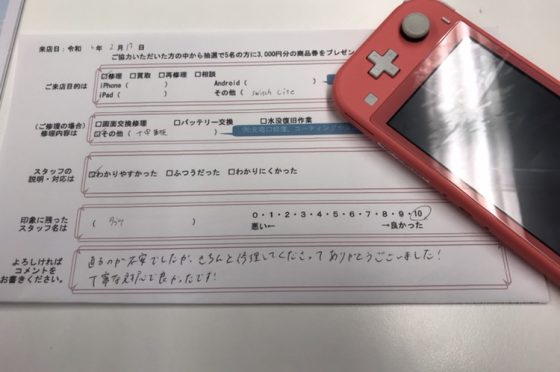 来店日：令和 6年 2月 17日
ご協力いただいた方の中から抽選で5名の方に3,000円分の商品券をプレゼン
ご来店目的は
☑修理 □買取 □再修理 □相談
iPhone（ ） Android（
iPad（ ） その他（ switch Lite
（ご修理の場合）
修理内容は
□画面交換修理 □バッテリー交換 □水没復旧作業
☑その他（ ）
スタッフの
説明・対応は
☑わかりやすかった □ふつうだった □わかりにくかった
印象に残った
スタッフ名は
（ ）
0・1・2・3・4・5・6・7・8・9・10
悪い← →良かった
よろしければ
コメントを
お書きください。
直るのか不安でしたが、きちんと修理してくださってありがとうございました！
丁寧な対応で良かったです！